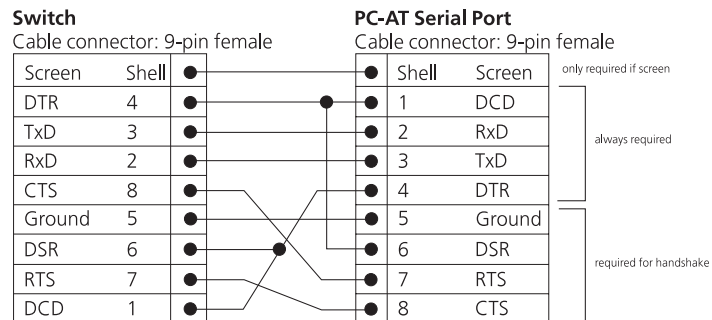 Switch PC-AT Serial Port
Cable connector: 9-pin female Cable connector: 9-pin female
Screen Shell Shell Screen only required if screen
DTR 4 1 DCD
TxD 3 2 RxD always required
RxD 2 3 TxD
CTS 8 4 DTR
Ground 5 5 Ground
DSR 6 6 DSR required for handshake
RTS 7 7 RTS
DCD 1 8 CTS